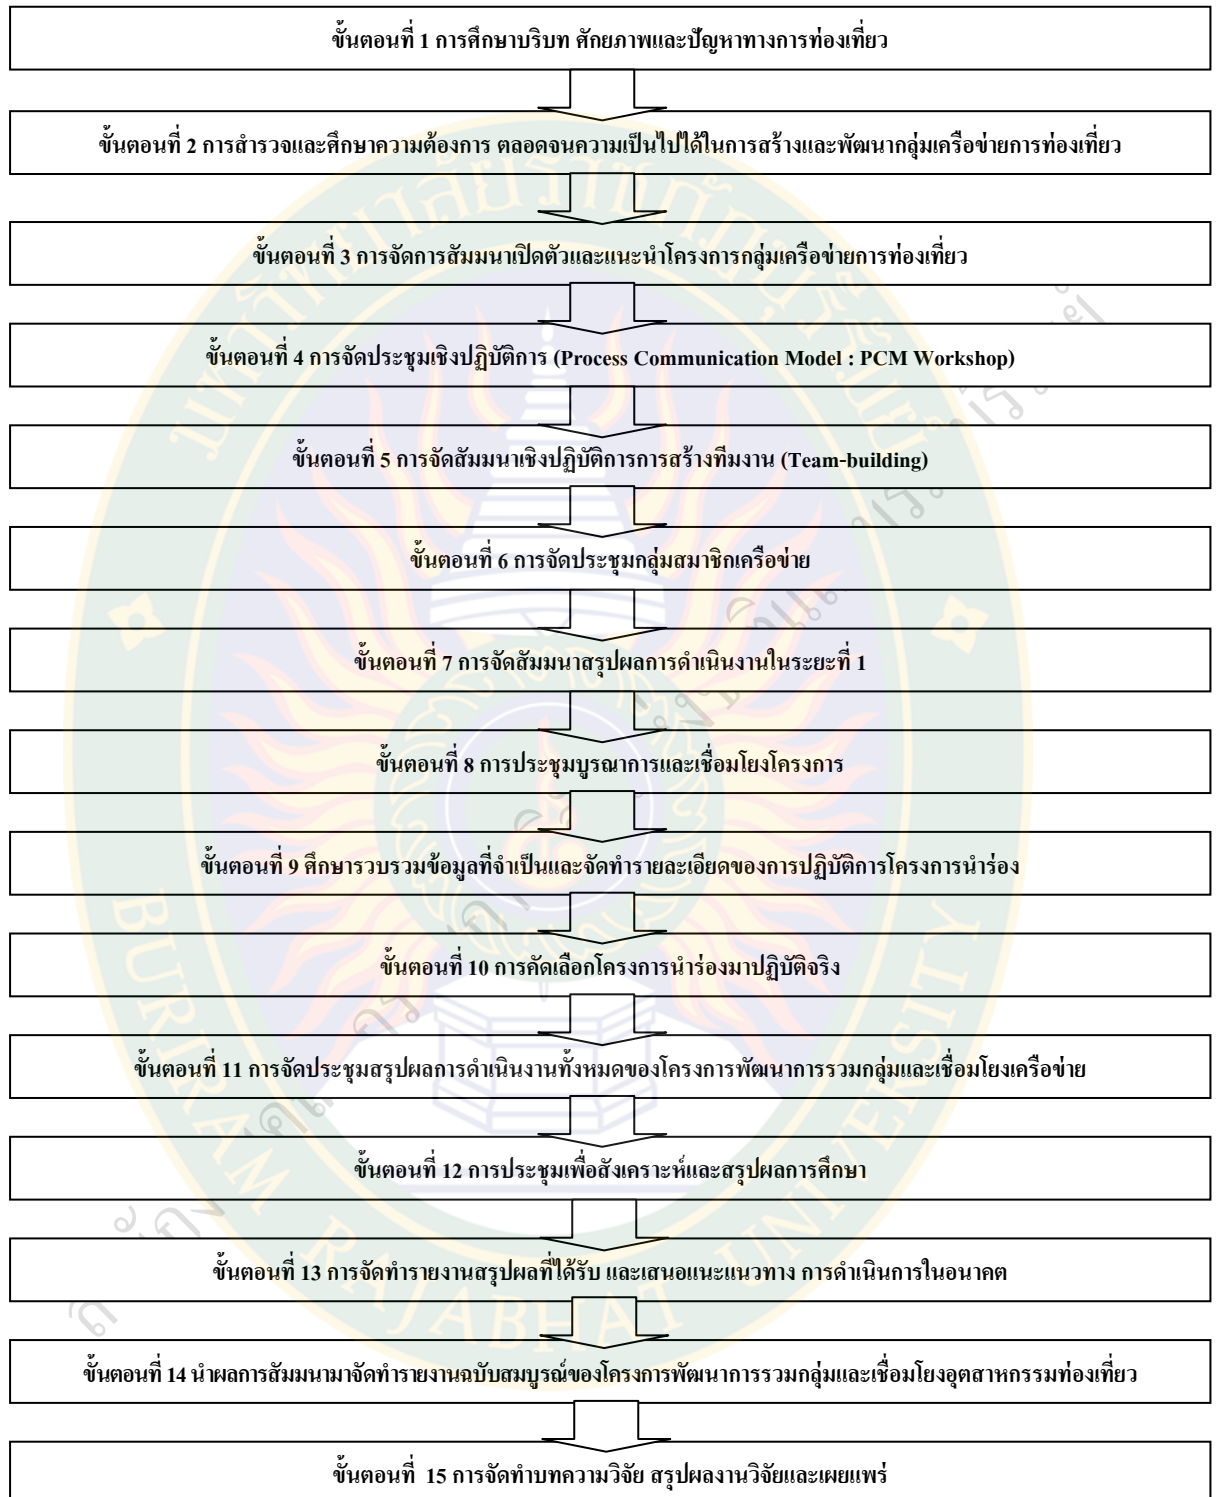 ขั้นตอนที่ 1 การศึกษาบริบท ศักยภาพและปัญหาทางการท่องเที่ยว
ขั้นตอนที่ 2 การสำรวจและศึกษาความต้องการ ตลอดจนความเป็นไปได้ในการสร้างและพัฒนากลุ่มเครือข่ายการท่องเที่ยว
ขั้นตอนที่ 3 การจัดการสัมมนาเปิดตัวและแนะนำโครงการกลุ่มเครือข่ายการท่องเที่ยว
ขั้นตอนที่ 4 การจัดประชุมเชิงปฏิบัติการ (Process Communication Model : PCM Workshop)
ขั้นตอนที่ 5 การจัดสัมมนาเชิงปฏิบัติการการสร้างทีมงาน (Team-building)
ขั้นตอนที่ 6 การจัดประชุมกลุ่มสมาชิกเครือข่าย
ขั้นตอนที่ 7 การจัดสัมมนาสรุปผลการดำเนินงานในระยะที่ 1
ขั้นตอนที่ 8 การประชุมบูรณาการและเชื่อมโยงโครงการ
ขั้นตอนที่ 9 ศึกษารวบรวมข้อมูลที่จำเป็นและจัดทำรายละเอียดของการปฏิบัติการโครงการนำร่อง
ขั้นตอนที่ 10 การคัดเลือกโครงการนำร่องมาปฏิบัติจริง
ขั้นตอนที่ 11 การจัดประชุมสรุปผลการดำเนินงานทั้งหมดของโครงการพัฒนาการรวมกลุ่มและเชื่อมโยงเครือข่าย
ขั้นตอนที่ 12 การประชุมเพื่อสังเคราะห์และสรุปผลการศึกษา
ขั้นตอนที่ 13 การจัดทำรายงานสรุปผลที่ได้รับ และเสนอแนะแนวทาง การดำเนินการในอนาคต
ขั้นตอนที่ 14 นำผลการสัมมนามาจัดทำรายงานฉบับสมบูรณ์ของโครงการพัฒนาการรวมกลุ่มและเชื่อมโยงอุตสาหกรรมท่องเที่ยว
ขั้นตอนที่ 15 การจัดทำบทความวิจัย สรุปผลงานวิจัยและเผยแพร่
มหาวิทยาลัยราชภัฏบุรีรัมย์
BURIRAM RAJABHAT UNIVERSITY